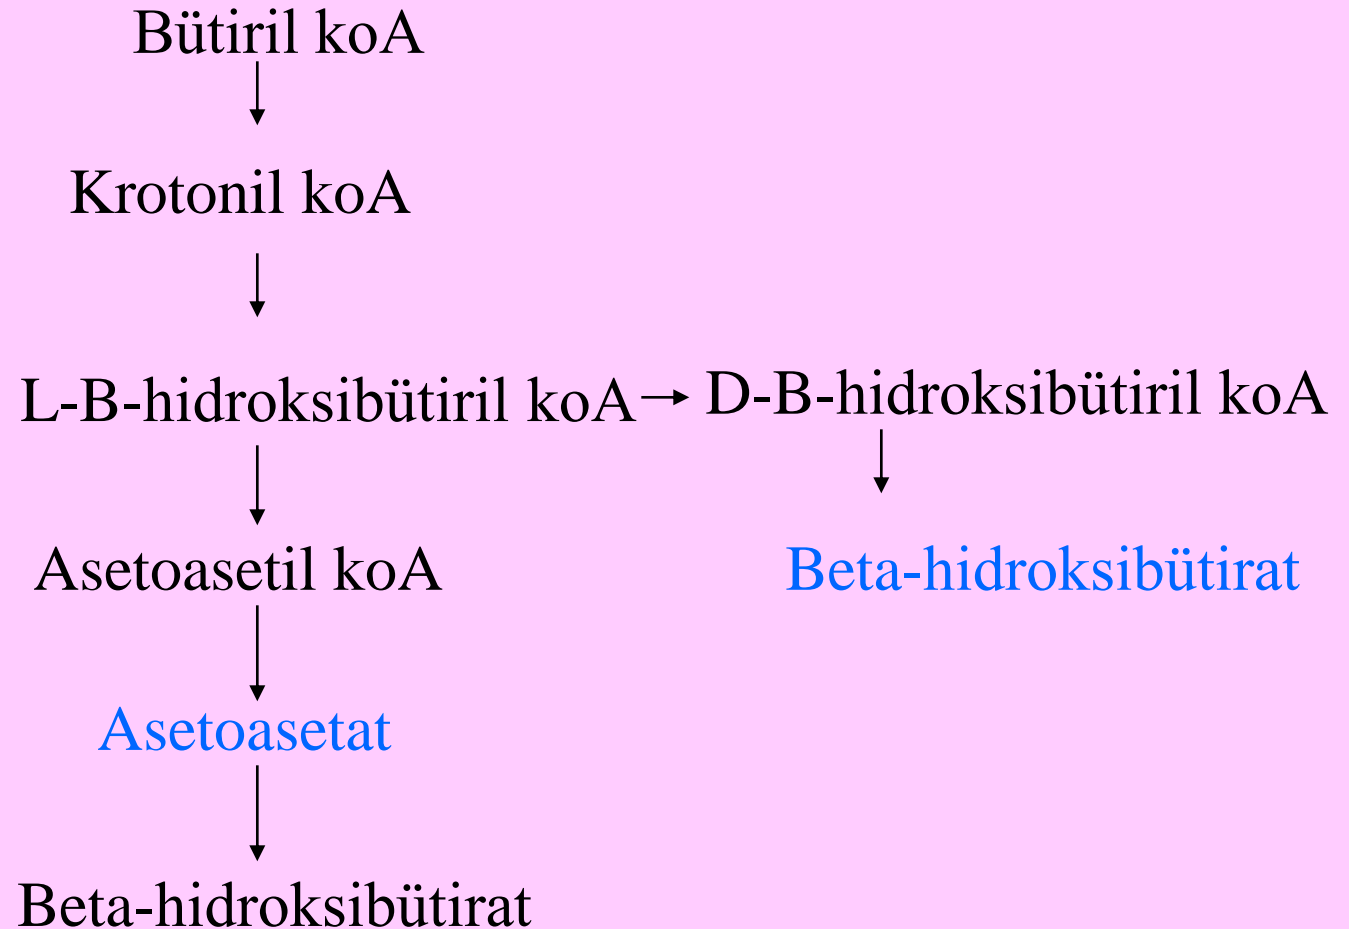 Bütiril koA
Krotonil koA
L-B-hidroksibütiril koA
D-B-hidroksibütiril koA
Asetoasetil koA
Beta-hidroksibütirat
Asetoasetat
Beta-hidroksibütirat